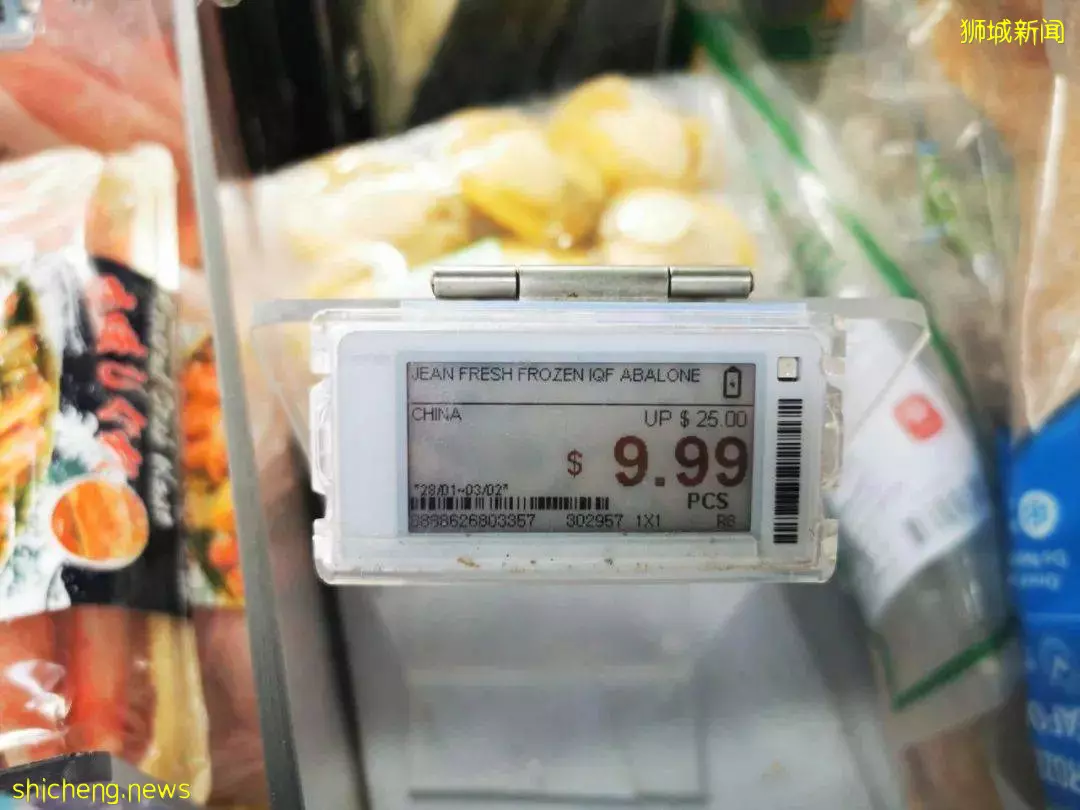 狮城新闻
JEAN FRESH FROZEN IQF ABALONE
CHINA
UP $ 25.00
$ 9.99
"28/01~03/02"
PCS
8888626803357 302957 1X1 R8
shicheng.news